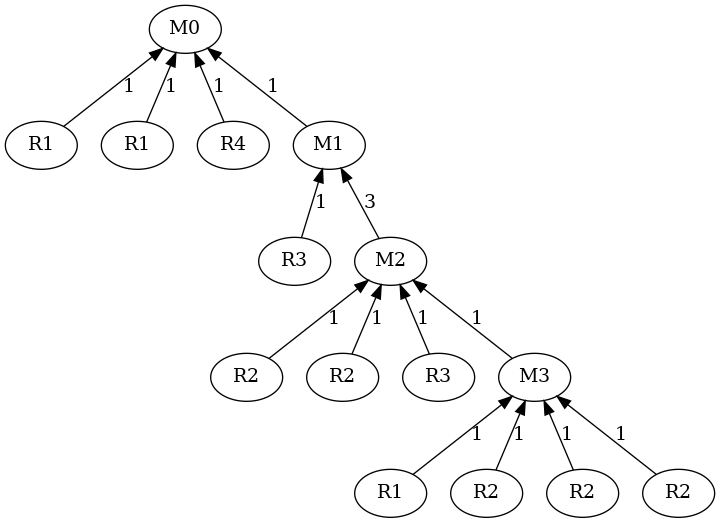 M0
1 1 1 1
R1 R1 R4 M1
1 3
R3 M2
1 1 1 1
R2 R2 R3 M3
1 1 1 1
R1 R2 R2 R2